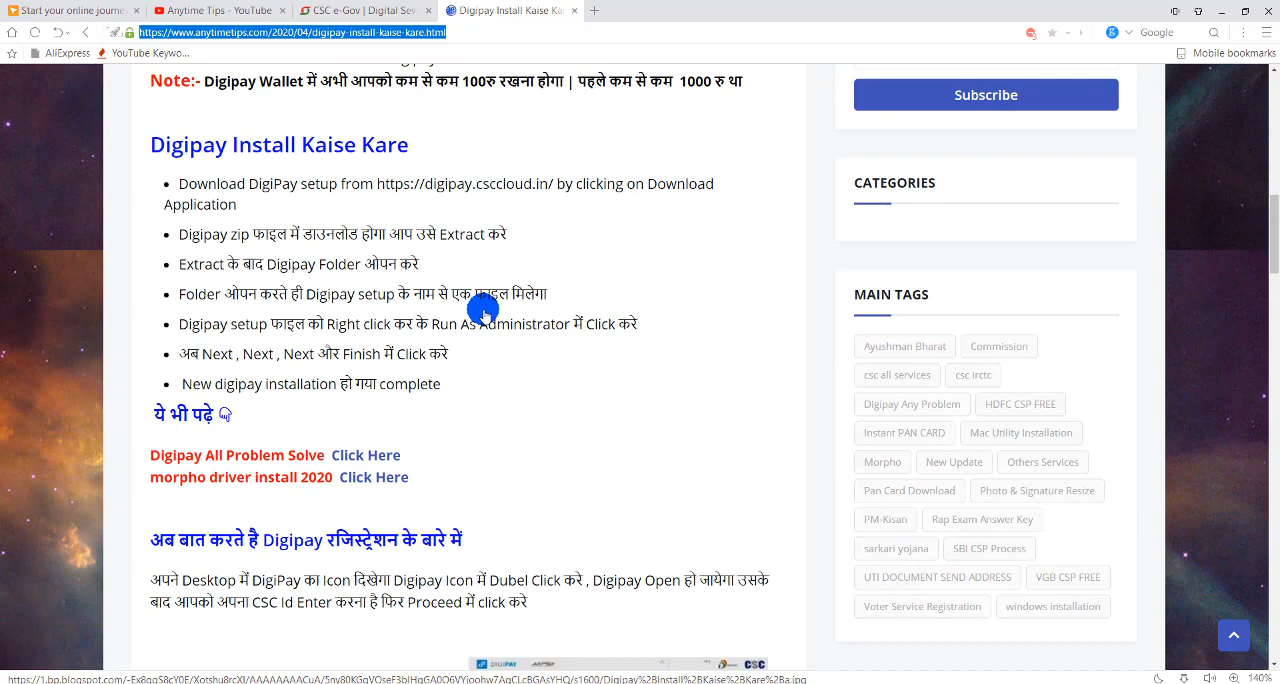 Start your online journey
Anytime Tips - YouTube
CSC e-Gov | Digital Sev
Digipay Install Kaise Ka
https://www.anytimetips.com/2020/04/digipay-install-kaise-kare.html
Google
AliExpress
YouTube Keywo...
Mobile bookmarks
Note:- Digipay Wallet में अभी आपको कम से कम 100रु रखना होगा | पहले कम से कम 1000 रु था
Digipay Install Kaise Kare
Download DigiPay setup from https://digipay.csccloud.in/ by clicking on Download
Application
Digipay zip फाइल में डाउनलोड होगा आप उसे Extract करे
Extract के बाद Digipay Folder ओपन करे
Folder ओपन करते ही Digipay setup के नाम से एक फाइल मिलेगा
Digipay setup फाइल को Right click कर के Run As Administrator में Click करे
अब Next , Next , Next और Finish में Click करे
New digipay installation हो गया complete
ये भी पढ़े
Digipay All Problem Solve Click Here
morpho driver install 2020 Click Here
अब बात करते है Digipay रजिस्ट्रेशन के बारे में
अपने Desktop में DigiPay का Icon दिखेगा Digipay Icon में Dubel Click करे , Digipay Open हो जायेगा उसके
बाद आपको अपना CSC Id Enter करना है फिर Proceed में click करे
DIGIPAY
CSC
Subscribe
CATEGORIES
MAIN TAGS
Ayushman Bharat
Commission
csc all services
csc irctc
Digipay Any Problem
HDFC CSP FREE
Instant PAN CARD
Mac Utility Installation
Morpho
New Update
Others Services
Pan Card Download
Photo & Signature Resize
PM-Kisan
Rap Exam Answer Key
sarkari yojana
SBI CSP Process
UTI DOCUMENT SEND ADDRESS
VGB CSP FREE
Voter Service Registration
windows installation
140%